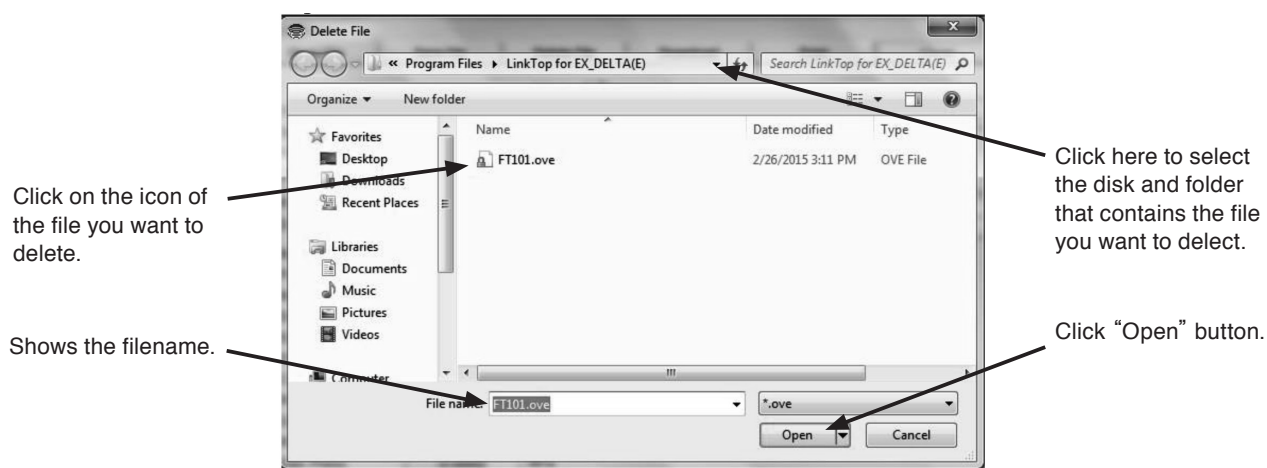 Delete File
« Program Files ▸ LinkTop for EX_DELTA(E)
Search LinkTop for EX_DELTA(E)
Organize
New folder
Name
Date modified
Type
Favorites
Desktop
Downloads
Recent Places
Libraries
Documents
Music
Pictures
Videos
Computer
FT101.ove
2/26/2015 3:11 PM
OVE File
File name:
FT101.ove
*.ove
Open
Cancel
Click on the icon of
the file you want to
delete.
Shows the filename.
Click here to select
the disk and folder
that contains the file
you want to delect.
Click “Open” button.